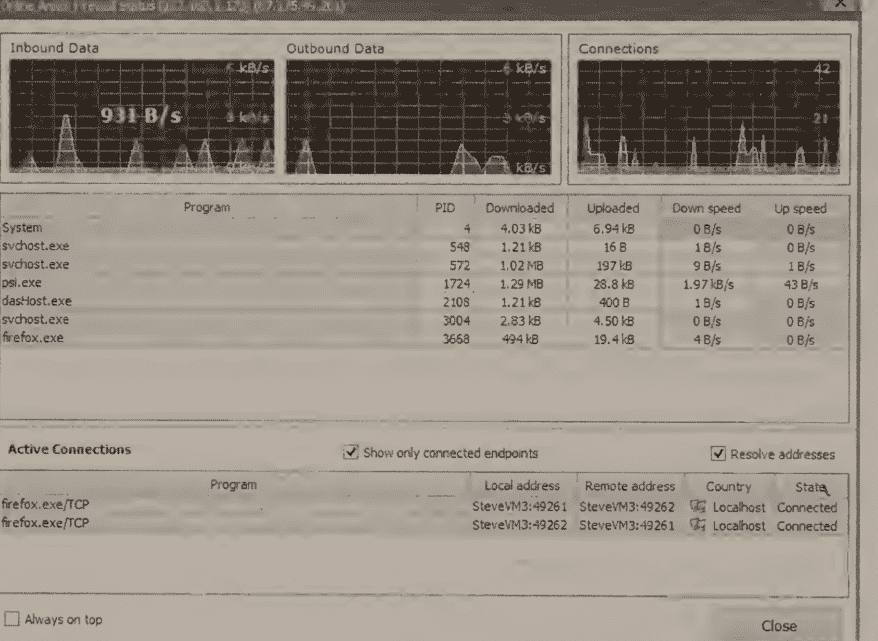 Inbound Data
Outbound Data
Connections
kB/s
6 kB/s
42
931 B/s
3 kB/s
3 kB/s
21
kB/s
Program PID Downloaded Uploaded Down speed Up speed
System 4 4.03 kB 6.94 kB 0 B/s 0 B/s
svchost.exe 548 1.21 kB 16 B 1 B/s 0 B/s
svchost.exe 572 1.02 MB 197 kB 9 B/s 1 B/s
psi.exe 1724 1.29 MB 28.8 kB 1.97 kB/s 43 B/s
dasHost.exe 2108 1.21 kB 400 B 1 B/s 0 B/s
svchost.exe 3004 2.83 kB 4.50 kB 0 B/s 0 B/s
firefox.exe 3668 494 kB 19.4 kB 4 B/s 0 B/s
Active Connections
Show only connected endpoints
Resolve addresses
Program Local address Remote address Country State
firefox.exe/TCP SteveVM3:49261 SteveVM3:49262 Localhost Connected
firefox.exe/TCP SteveVM3:49262 SteveVM3:49261 Localhost Connected
Always on top
Close